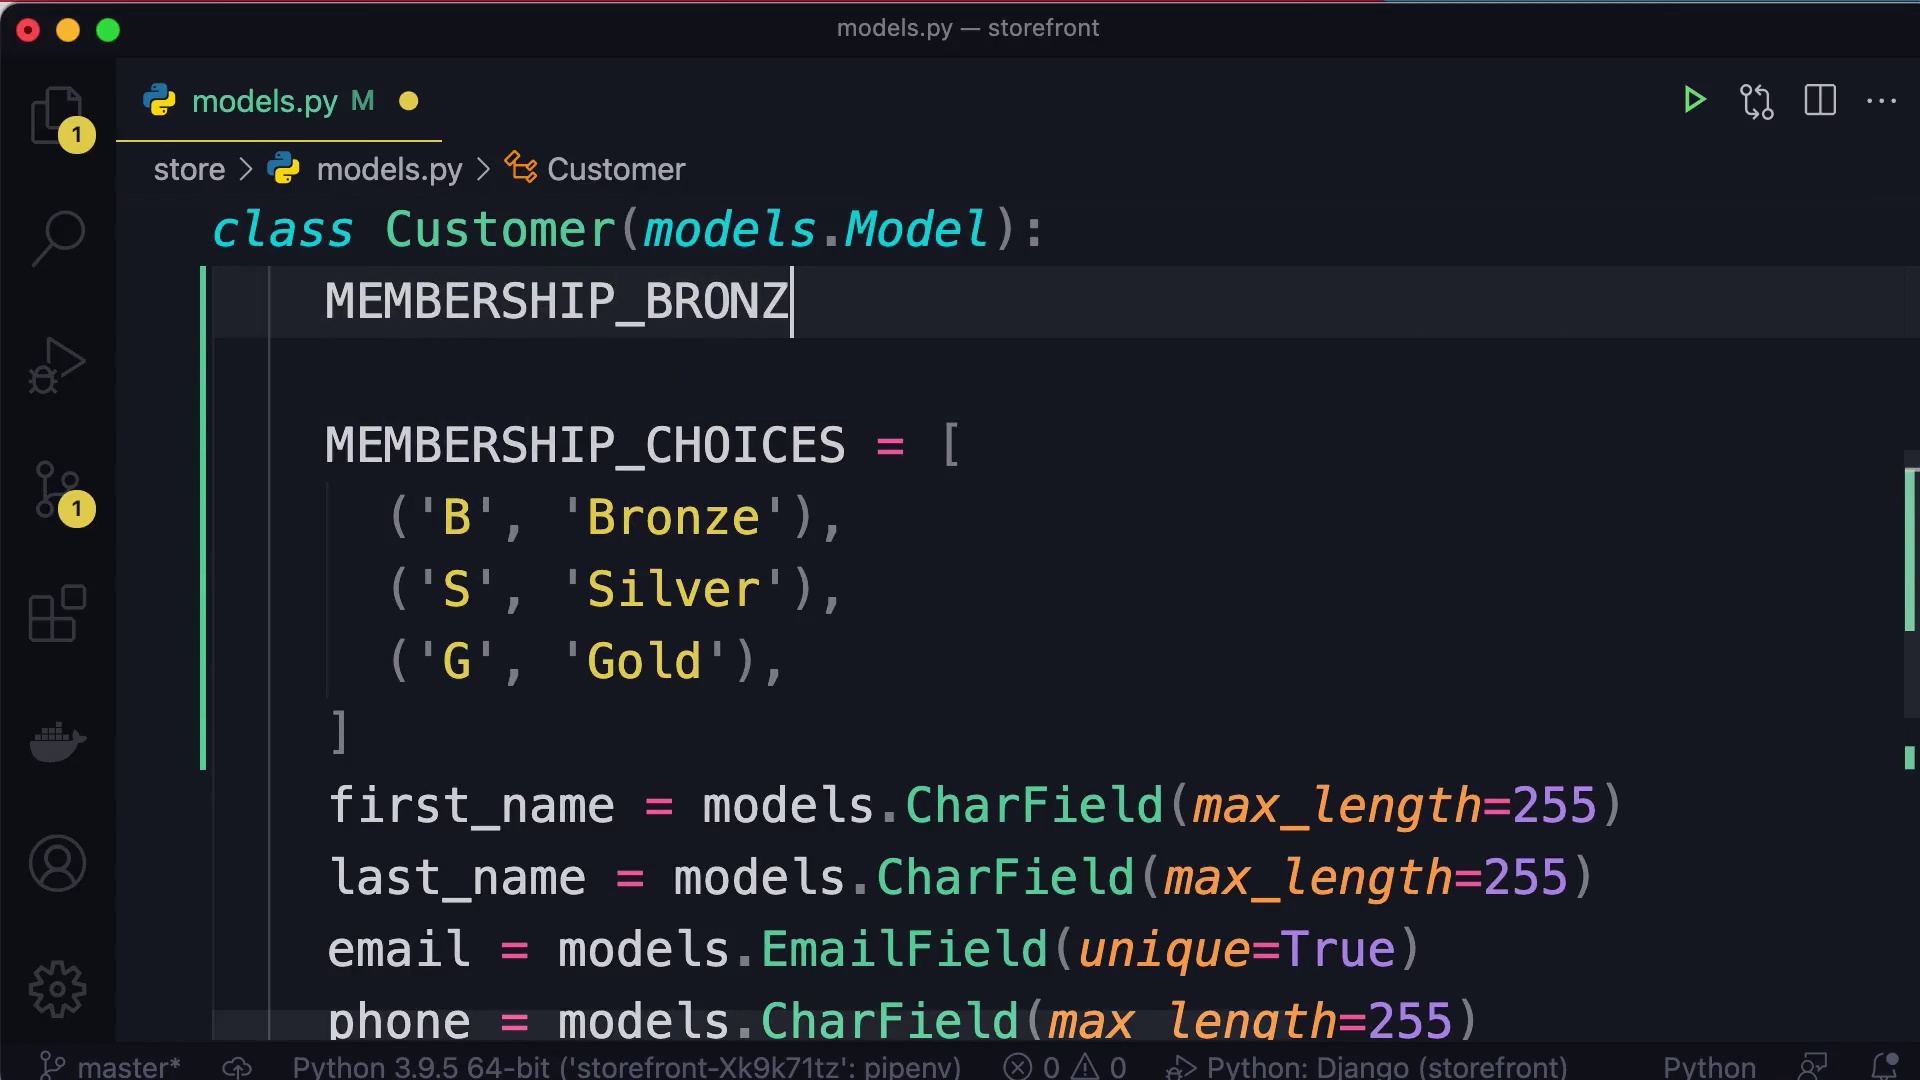 models.py — storefront
models.py M
store > models.py > Customer
class Customer(models.Model):
MEMBERSHIP_BRONZ
MEMBERSHIP_CHOICES = [
('B', 'Bronze'),
('S', 'Silver'),
('G', 'Gold'),
]
first_name = models.CharField(max_length=255)
last_name = models.CharField(max_length=255)
email = models.EmailField(unique=True)
phone = models.CharField(max_length=255)
1
1
master* Python 3.9.5 64-bit ('storefront-Xk9k71tz': pipenv) 0 0 Python: Django (storefront) Python